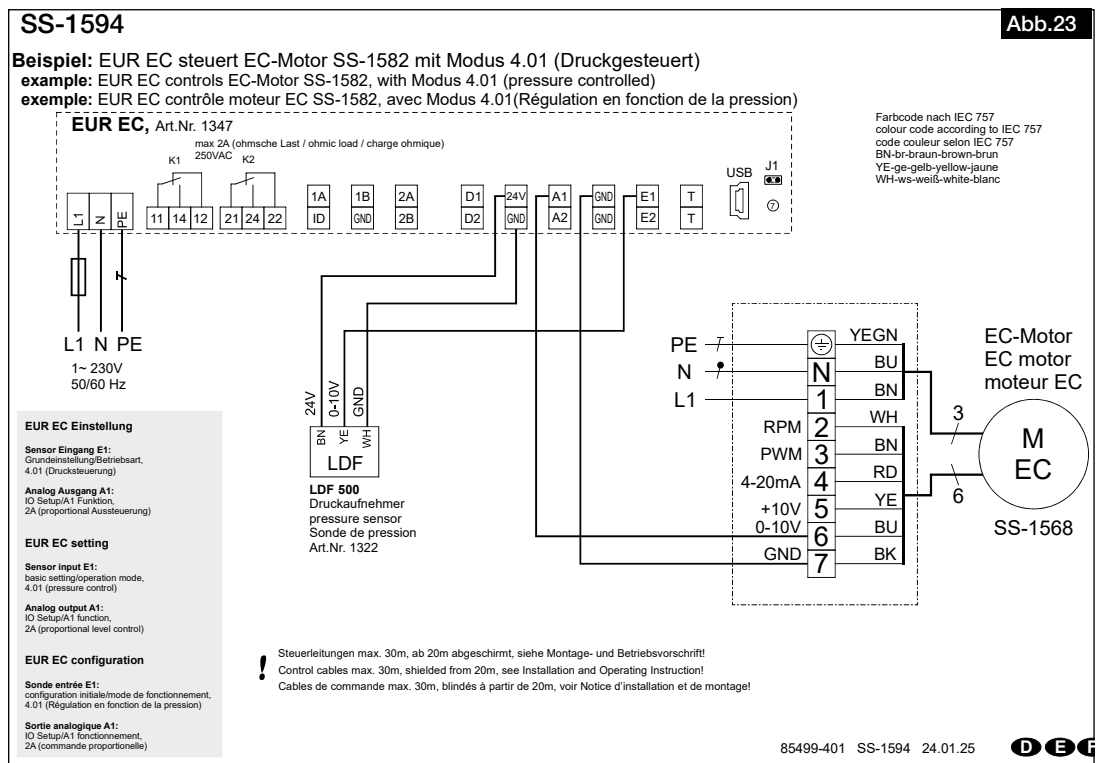 SS-1594
Abb.23
Beispiel: EUR EC steuert EC-Motor SS-1582 mit Modus 4.01 (Druckgesteuert)
example: EUR EC controls EC-Motor SS-1582, with Modus 4.01 (pressure controlled)
exemple: EUR EC contrôle moteur EC SS-1582, avec Modus 4.01(Régulation en fonction de la pression)
EUR EC, Art.Nr. 1347
max 2A (ohmsche Last / ohmic load / charge ohmique)
250VAC
K1
K2
Farbcode nach IEC 757
colour code according to IEC 757
code couleur selon IEC 757
BN-br-braun-brown-brun
YE-ge-gelb-yellow-jaune
WH-ws-weiß-white-blanc
USB
J1
7
L1 N PE
11 14 12
21 24 22
1A 1B 2A D1 24V A1 GND E1 T
ID GND 2B D2 GND A2 GND E2 T
L1 N PE
1~ 230V
50/60 Hz
24V
0-10V
GND
BN YE WH
LDF
LDF 500
Druckaufnehmer
pressure sensor
Sonde de pression
Art.Nr. 1322
PE YEGN
N N BU
L1 1 BN
RPM 2 WH
PWM 3 BN
4-20mA 4 RD
+10V 5 YE
0-10V 6 BU
GND 7 BK
3
6
EC-Motor
EC motor
moteur EC
M
EC
SS-1568
EUR EC Einstellung
Sensor Eingang E1:
Grundeinstellung/Betriebsart,
4.01 (Drucksteuerung)
Analog Ausgang A1:
IO Setup/A1 Funktion,
2A (proportional Aussteuerung)
EUR EC setting
Sensor input E1:
basic setting/operation mode,
4.01 (pressure control)
Analog output A1:
IO Setup/A1 function,
2A (proportional level control)
EUR EC configuration
Sonde entrée E1:
configuration initiale/mode de fonctionnement,
4.01 (Régulation en fonction de la pression)
Sortie analogique A1:
IO Setup/A1 fonctionnement,
2A (commande proportionelle)
!
Steuerleitungen max. 30m, ab 20m abgeschirmt, siehe Montage- und Betriebsvorschrift!
Control cables max. 30m, shielded from 20m, see Installation and Operating Instruction!
Cables de commande max. 30m, blindés à partir de 20m, voir Notice d'installation et de montage!
85499-401 SS-1594 24.01.25
D E F